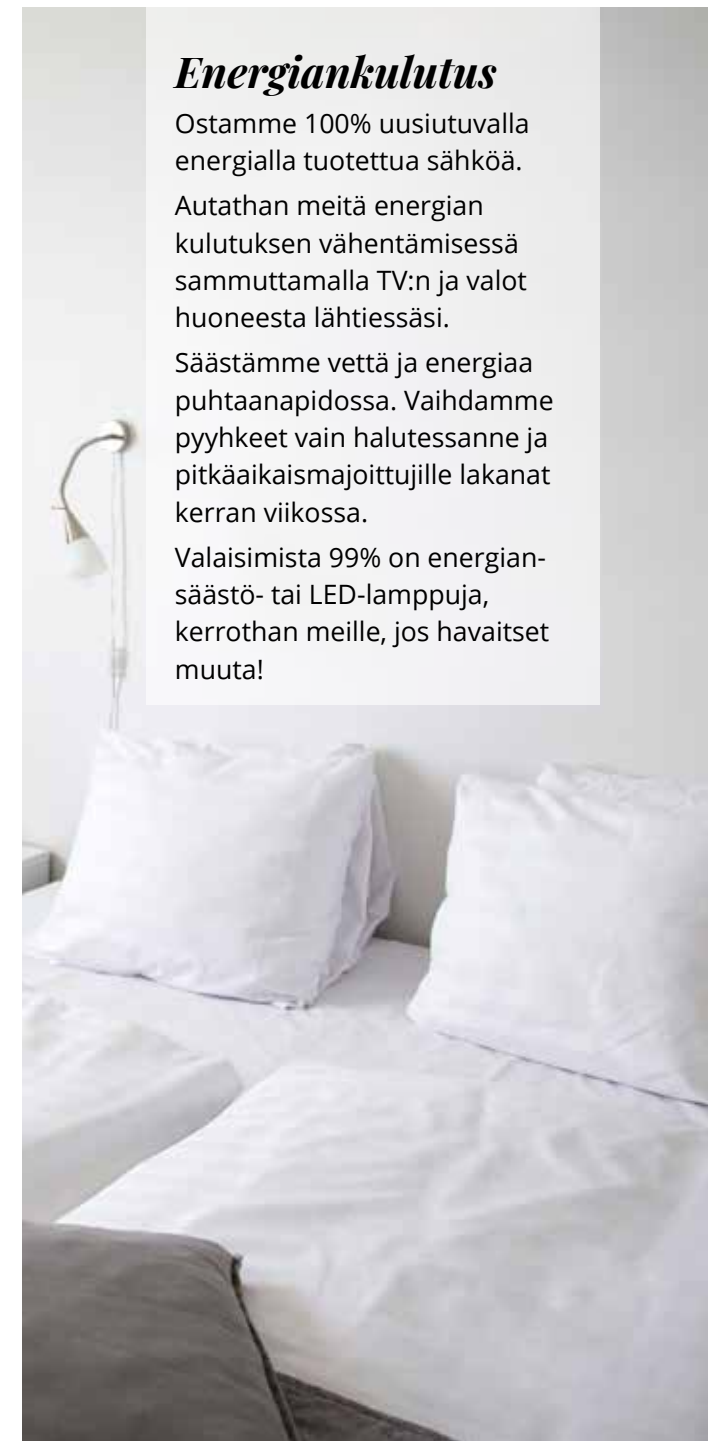 Energiankulutus
Ostamme 100% uusiutuvalla
energialla tuotettua sähköä.
Autathan meitä energian
kulutuksen vähentämisessä
sammuttamalla TV:n ja valot
huoneesta lähtiessäsi.
Säästämme vettä ja energiaa
puhtaanapidossa. Vaihdamme
pyyhkeet vain halutessanne ja
pitkäaikaismajoittujille lakanat
kerran viikossa.
Valaisimista 99% on energian-
säästö- tai LED-lamppuja,
kerrothan meille, jos havaitset
muuta!